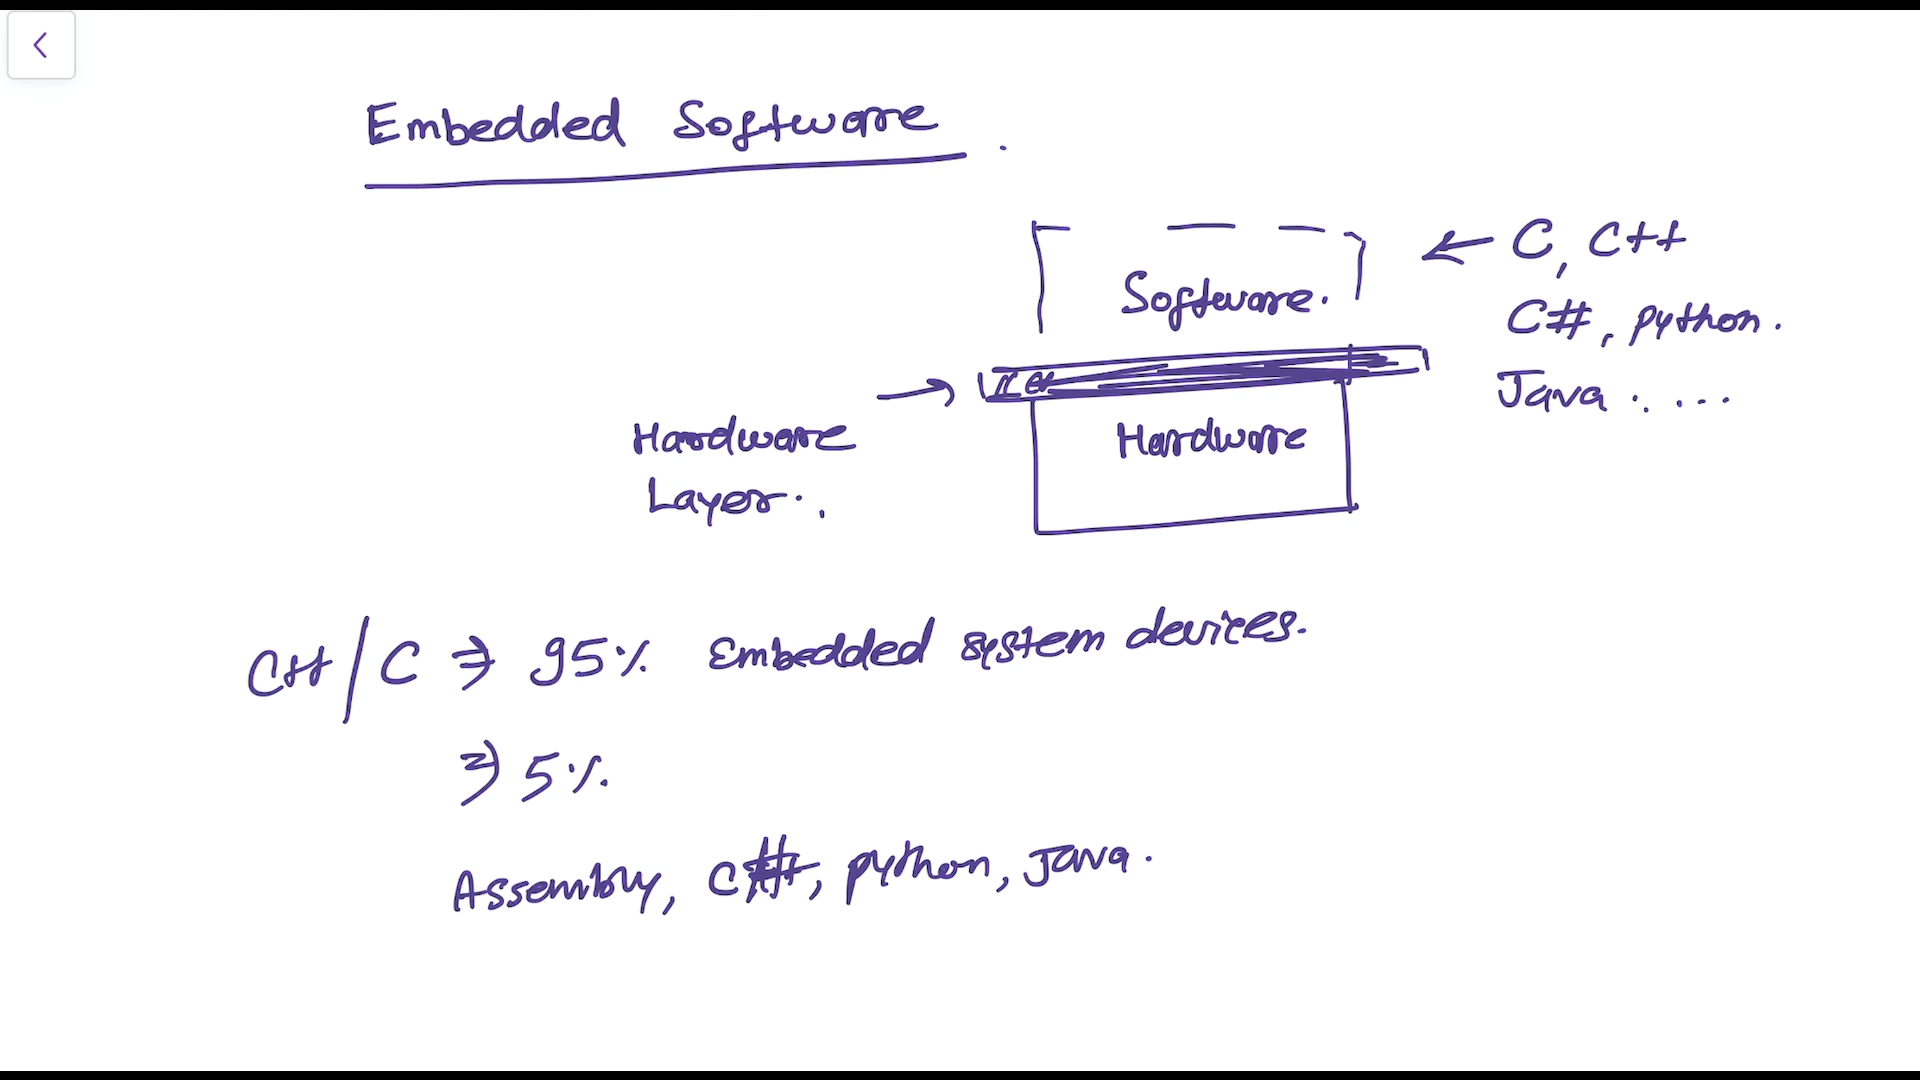 Embedded Software.
Software.
← C, C++
C#, python.
Java . . . .
→
Hardware
Layer.
Hardware
C++/C ⇒ 95% Embedded system devices.
⇒ 5%
Assembly, C#, python, Java.